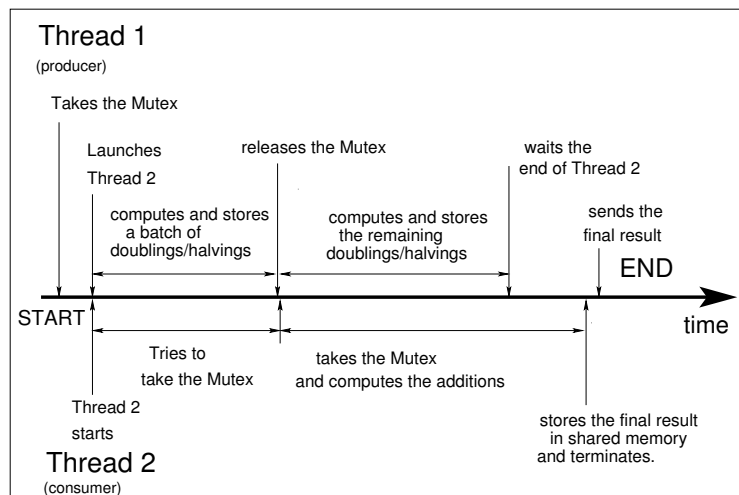 Thread 1
(producer)
Takes the Mutex
Launches
Thread 2
releases the Mutex
waits the
end of Thread 2
computes and stores
a batch of
doublings/halvings
computes and stores
the remaining
doublings/halvings
sends the
final result
END
START
time
Tries to
take the Mutex
takes the Mutex
and computes the additions
Thread 2
starts
stores the final result
in shared memory
and terminates.
Thread 2
(consumer)